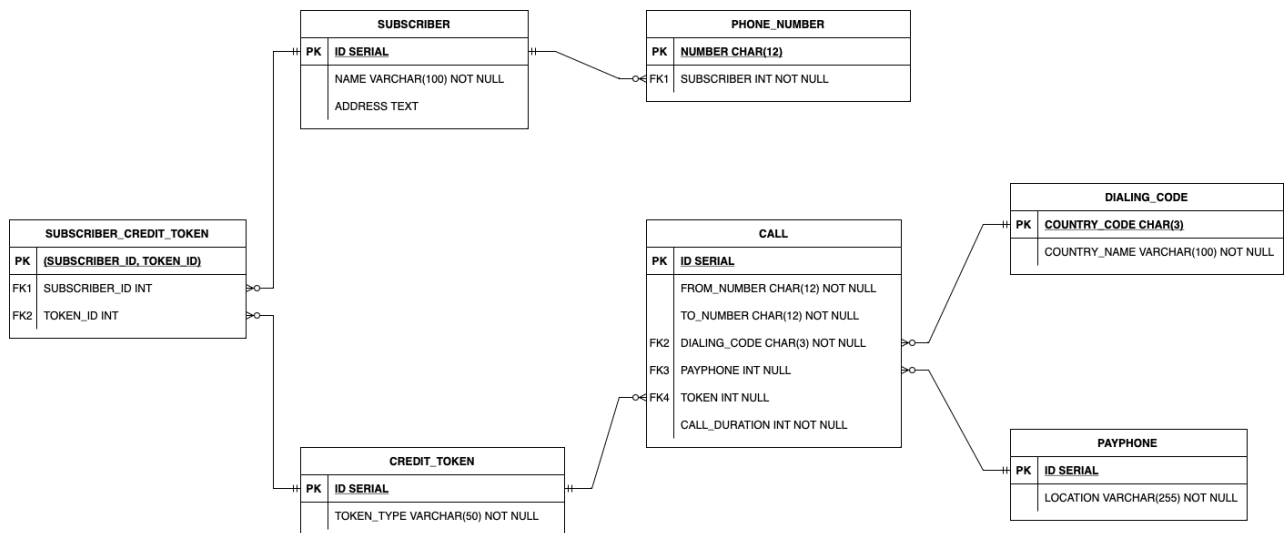 SUBSCRIBER
PK ID SERIAL
NAME VARCHAR(100) NOT NULL
ADDRESS TEXT
PHONE_NUMBER
PK NUMBER CHAR(12)
FK1 SUBSCRIBER INT NOT NULL
SUBSCRIBER_CREDIT_TOKEN
PK (SUBSCRIBER_ID, TOKEN_ID)
FK1 SUBSCRIBER_ID INT
FK2 TOKEN_ID INT
CALL
PK ID SERIAL
FROM_NUMBER CHAR(12) NOT NULL
TO_NUMBER CHAR(12) NOT NULL
FK2 DIALING_CODE CHAR(3) NOT NULL
FK3 PAYPHONE INT NULL
FK4 TOKEN INT NULL
CALL_DURATION INT NOT NULL
DIALING_CODE
PK COUNTRY_CODE CHAR(3)
COUNTRY_NAME VARCHAR(100) NOT NULL
CREDIT_TOKEN
PK ID SERIAL
TOKEN_TYPE VARCHAR(50) NOT NULL
PAYPHONE
PK ID SERIAL
LOCATION VARCHAR(255) NOT NULL